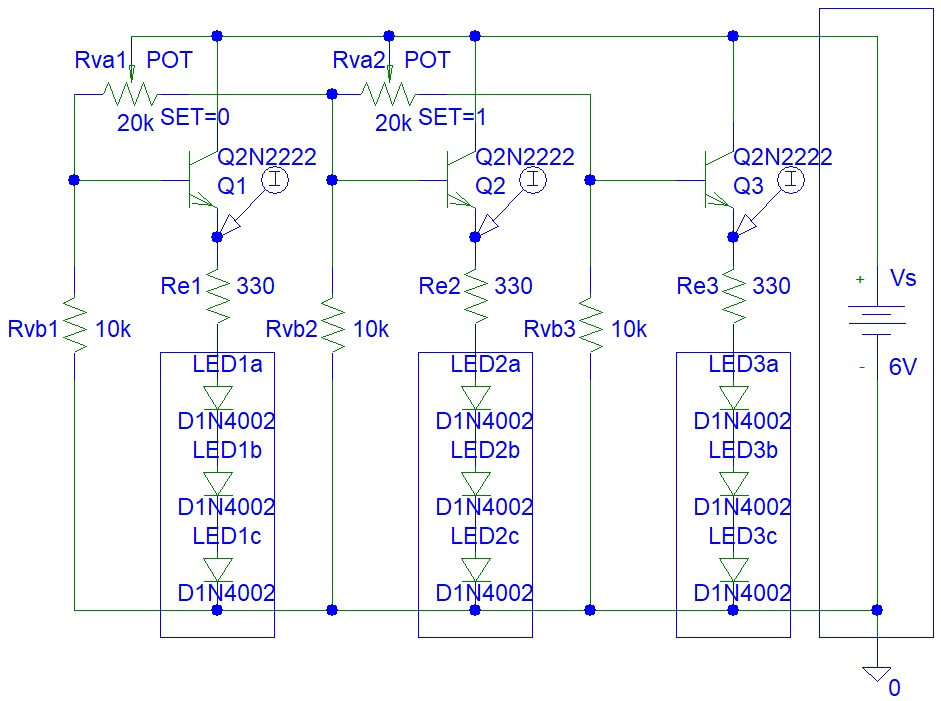 Rva1 POT
20k SET=0
Rva2 POT
20k SET=1
Q2N2222
Q1
I
Q2N2222
Q2
I
Q2N2222
Q3
I
Re1 330
Re2 330
Re3 330
+ Vs
- 6V
Rvb1 10k
Rvb2 10k
Rvb3 10k
LED1a
D1N4002
LED1b
D1N4002
LED1c
D1N4002
LED2a
D1N4002
LED2b
D1N4002
LED2c
D1N4002
LED3a
D1N4002
LED3b
D1N4002
LED3c
D1N4002
0